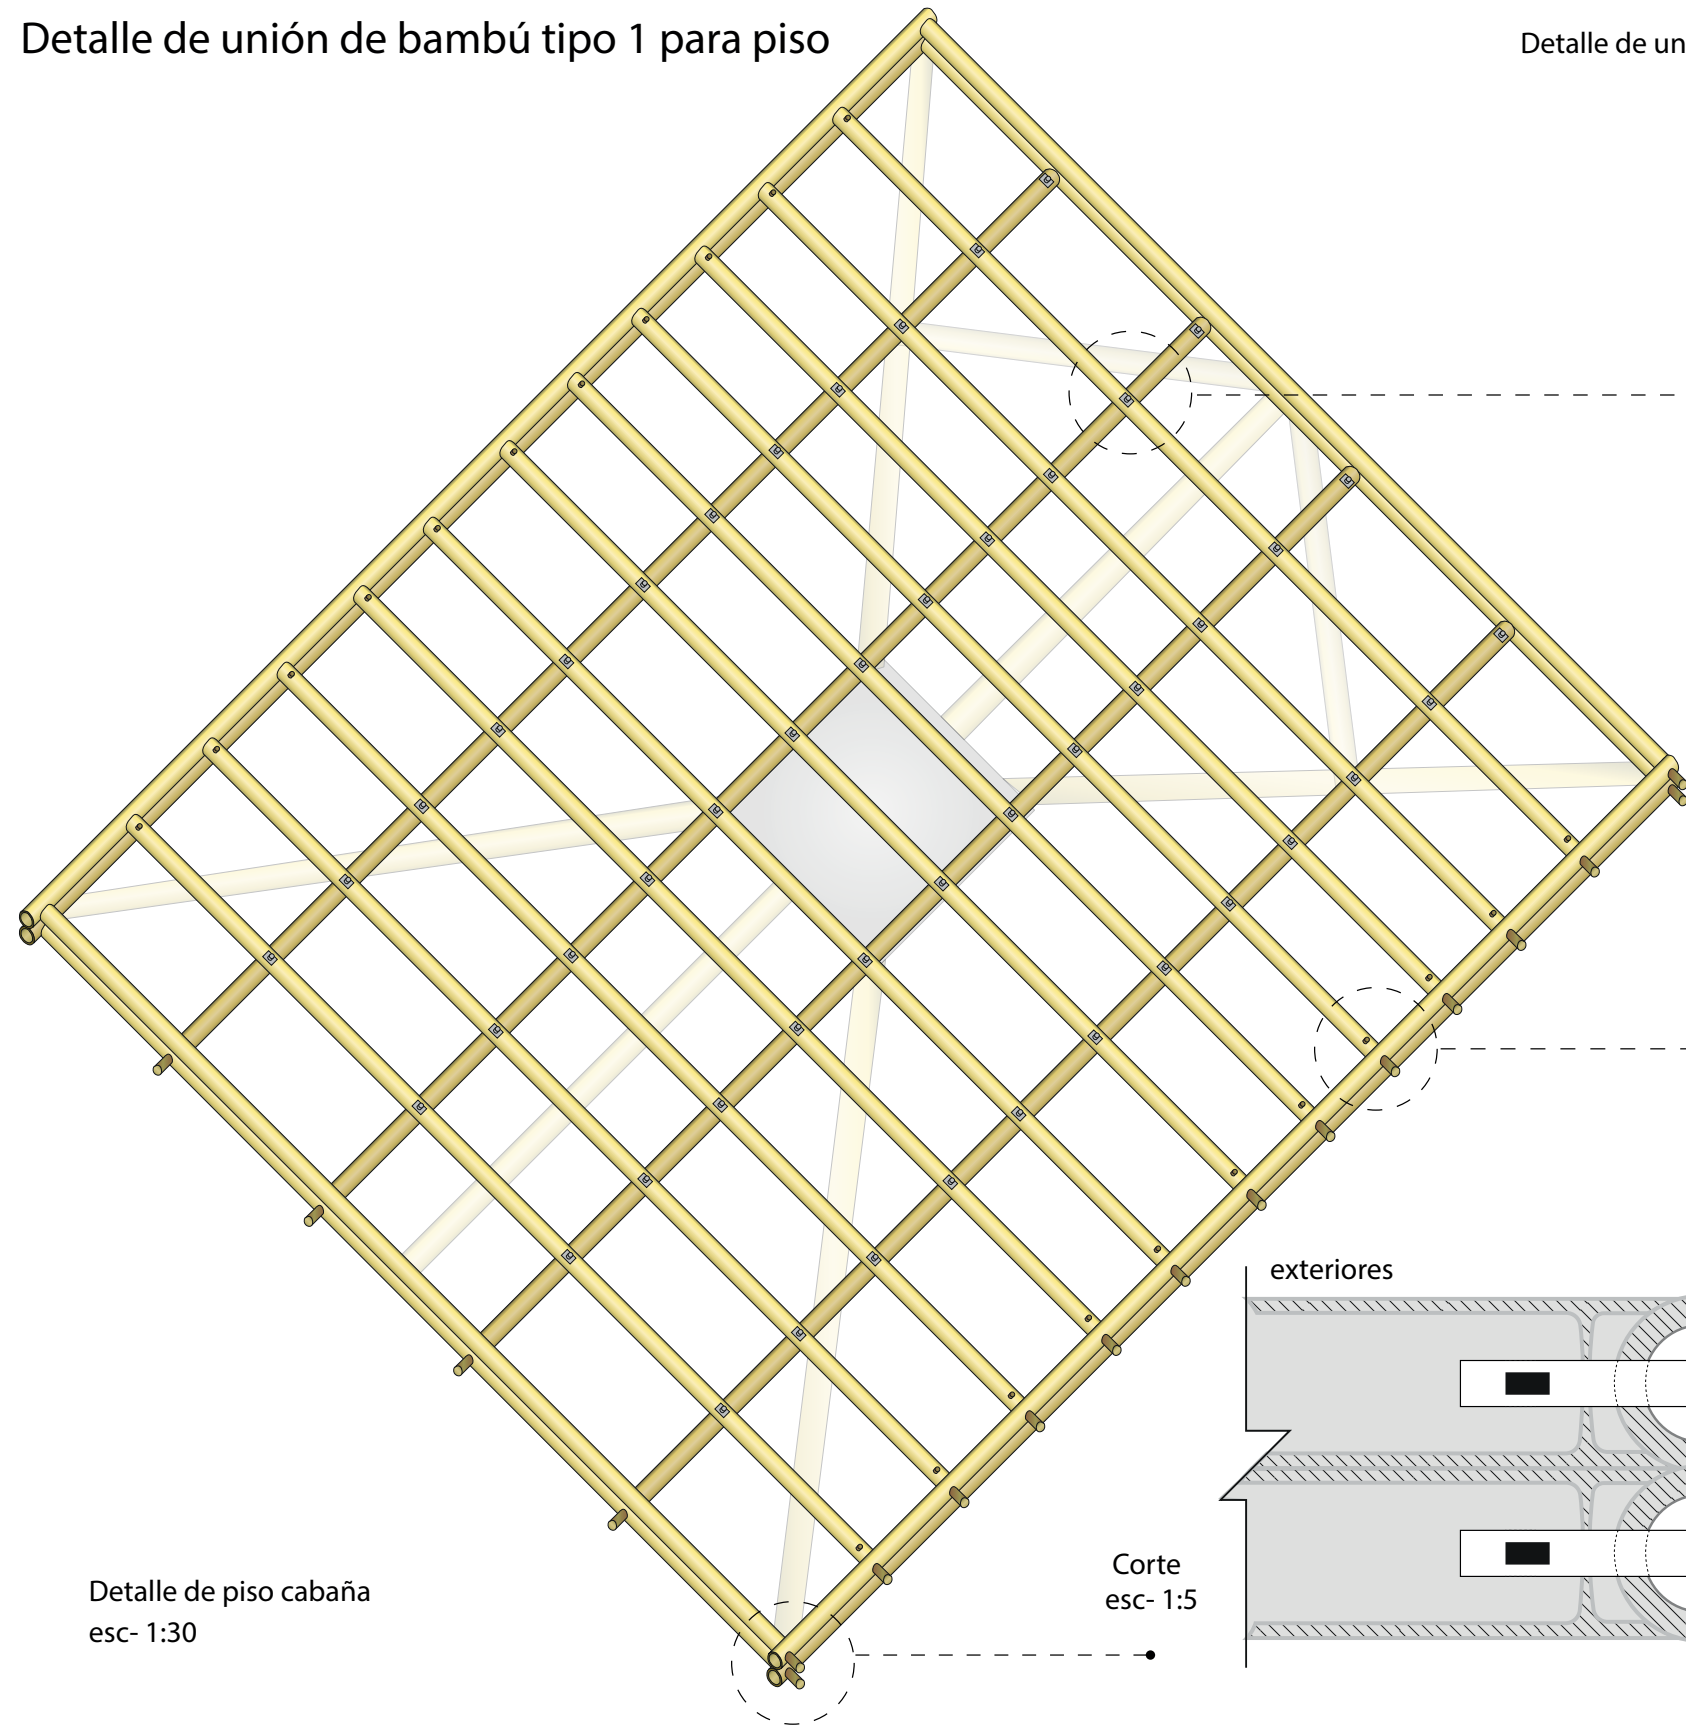 Detalle de unión de bambú tipo 1 para piso
Detalle de un
exteriores
Corte
esc- 1:5
Detalle de piso cabaña
esc- 1:30